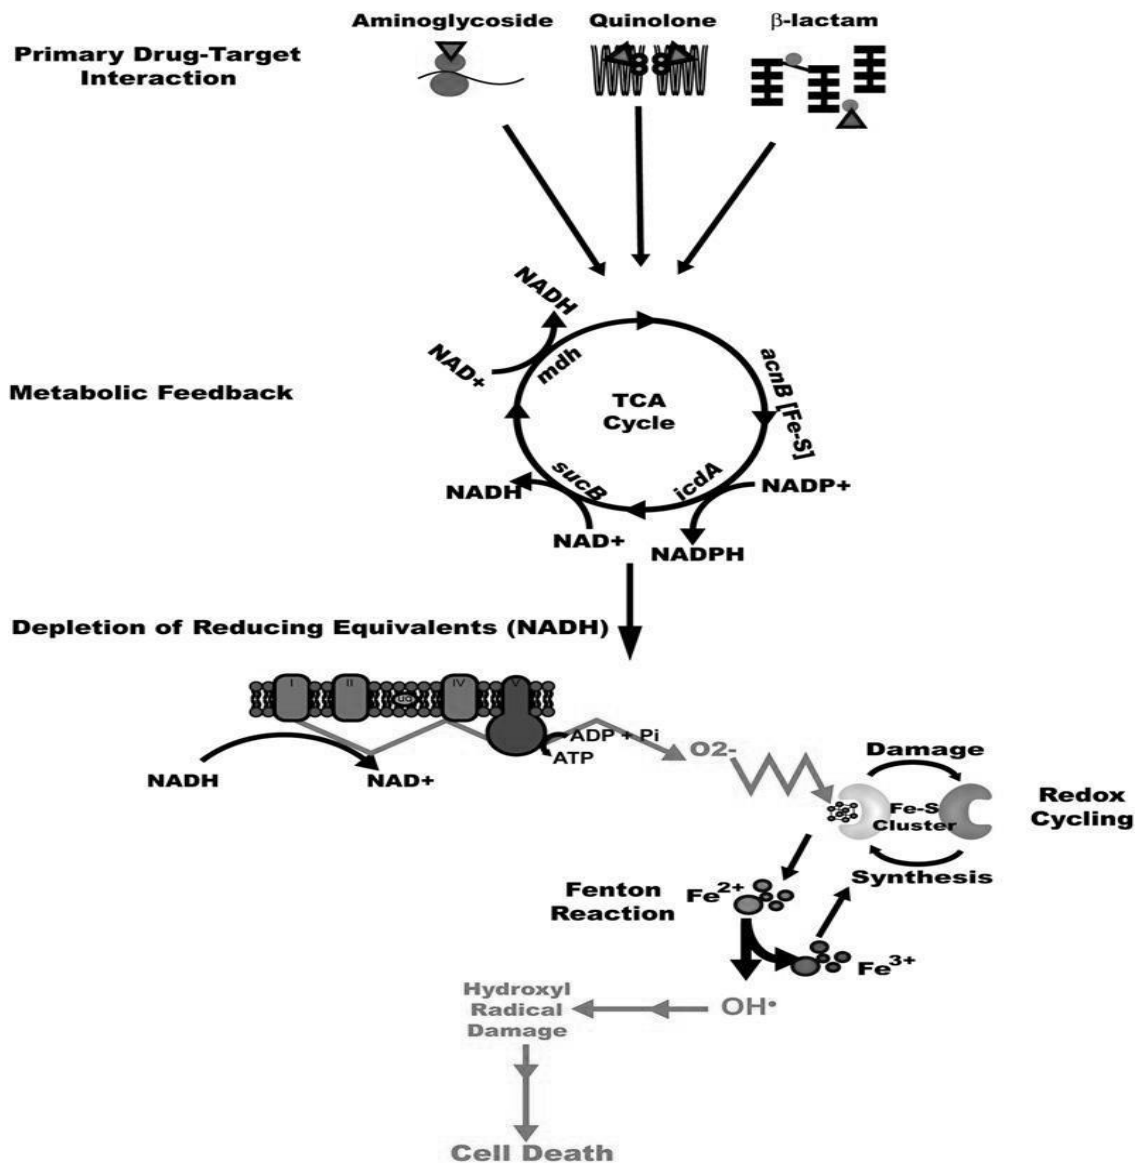 Aminoglycoside
Quinolone
β-lactam
Primary Drug-Target
Interaction
NADH
NAD+
mdh
acnB [Fe-S]
Metabolic Feedback
TCA
Cycle
sucB
icdA
NADH
NADP+
NAD+
NADPH
Depletion of Reducing Equivalents (NADH)
I
II
UQ
IV
V
ADP + Pi
ATP
NADH
NAD+
O2-
Damage
Fe-S
Cluster
Redox
Cycling
Synthesis
Fenton
Reaction
Fe2+
Fe3+
Hydroxyl
Radical
Damage
OH•
Cell Death